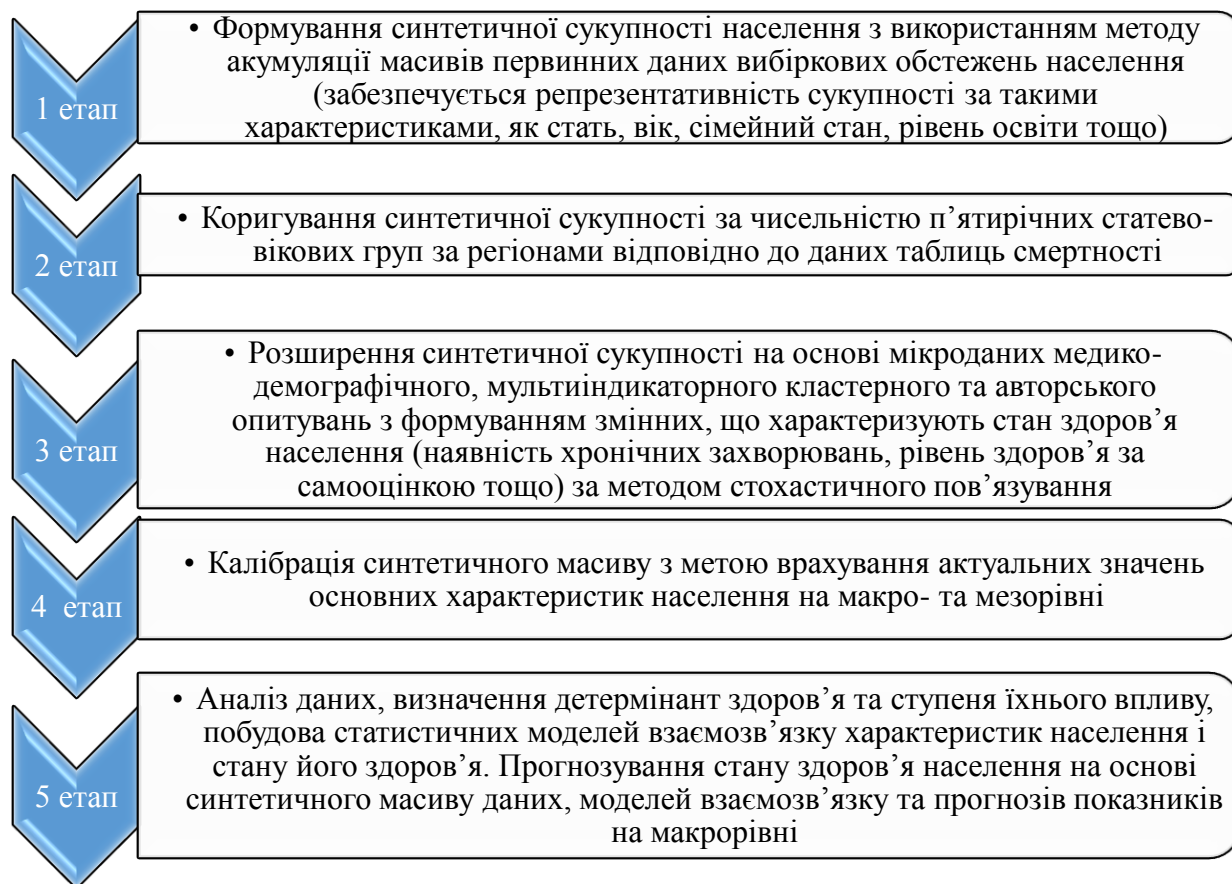 • Формування синтетичної сукупності населення з використанням методу
акумуляції масивів первинних даних вибіркових обстежень населення
(забезпечується репрезентативність сукупності за такими
характеристиками, як стать, вік, сімейний стан, рівень освіти тощо)
1 етап
• Коригування синтетичної сукупності за чисельністю п’ятирічних статево-
вікових груп за регіонами відповідно до даних таблиць смертності
2 етап
• Розширення синтетичної сукупності на основі мікроданих медико-
демографічного, мультиіндикаторного кластерного та авторського
опитувань з формуванням змінних, що характеризують стан здоров’я
населення (наявність хронічних захворювань, рівень здоров’я за
самооцінкою тощо) за методом стохастичного пов’язування
3 етап
• Калібрація синтетичного масиву з метою врахування актуальних значень
основних характеристик населення на макро- та мезорівні
4 етап
• Аналіз даних, визначення детермінант здоров’я та ступеня їхнього впливу,
побудова статистичних моделей взаємозв’язку характеристик населення і
стану його здоров’я. Прогнозування стану здоров’я населення на основі
синтетичного масиву даних, моделей взаємозв’язку та прогнозів показників
на макрорівні
5 етап